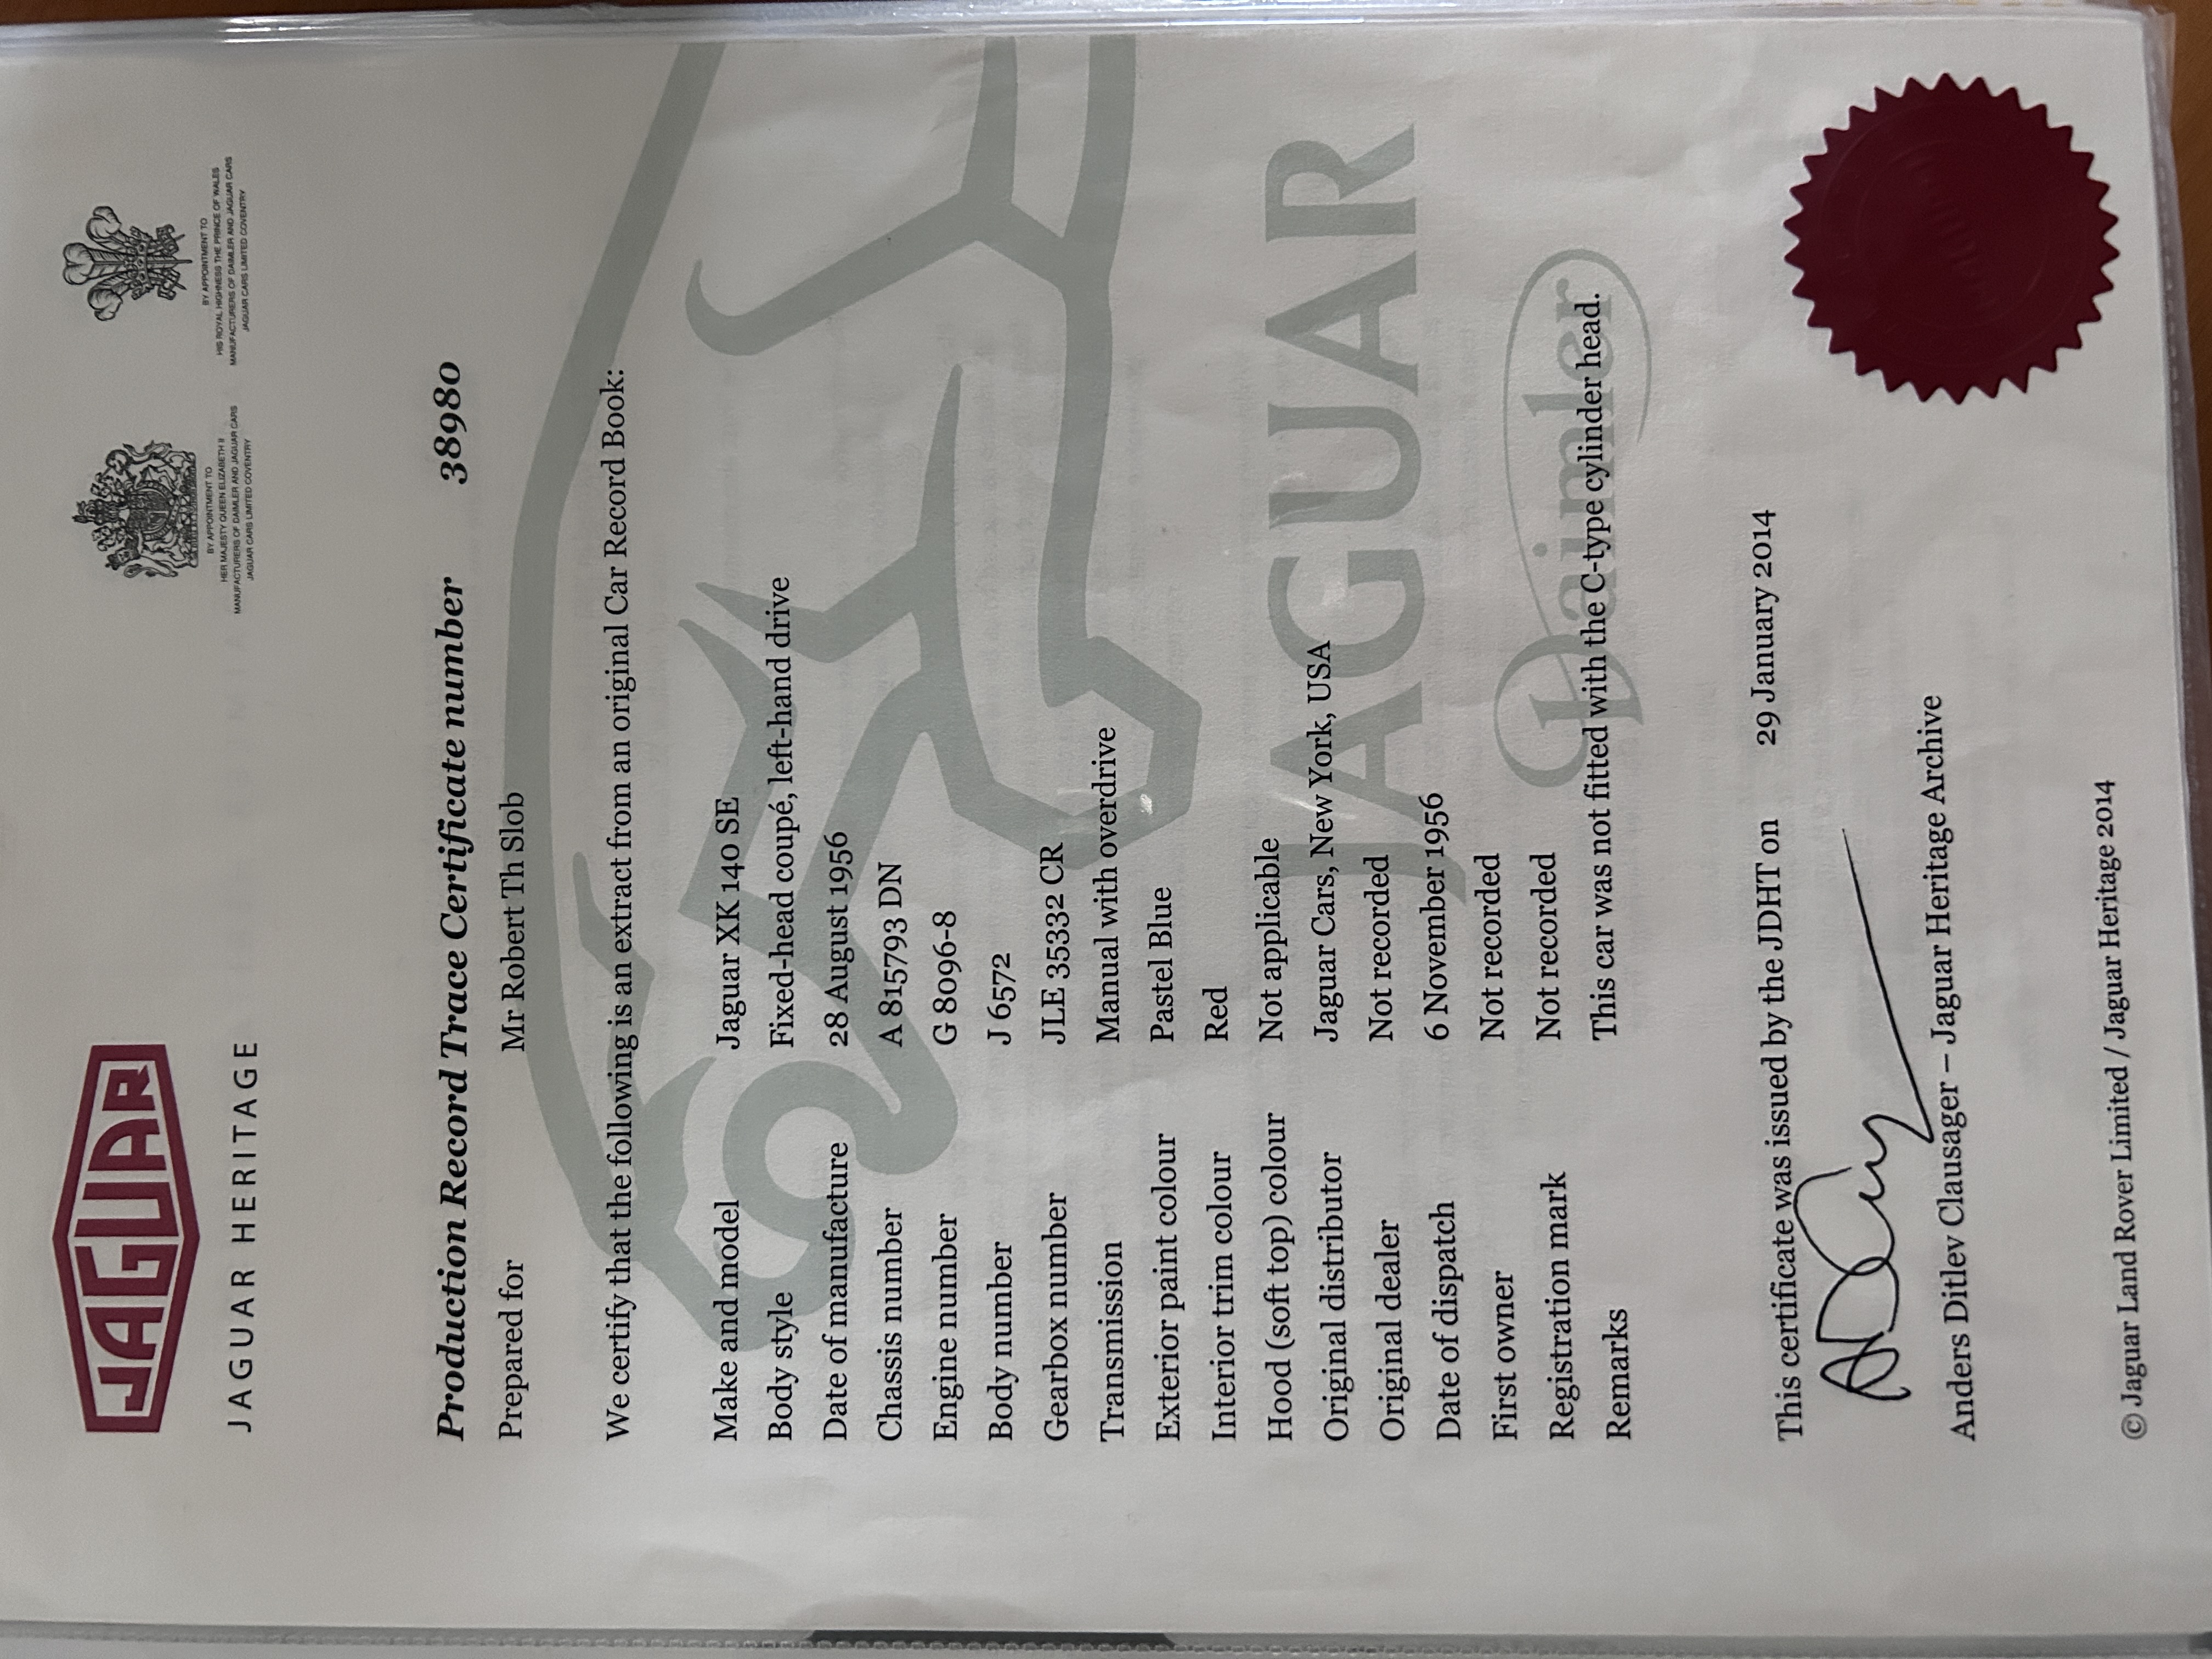 JAGUAR
JAGUAR HERITAGE
BY APPOINTMENT TO
HER MAJESTY QUEEN ELIZABETH II
MANUFACTURERS OF DAIMLER AND JAGUAR CARS
JAGUAR CARS LIMITED COVENTRY
BY APPOINTMENT TO
HIS ROYAL HIGHNESS THE PRINCE OF WALES
MANUFACTURERS OF DAIMLER AND JAGUAR CARS
JAGUAR CARS LIMITED COVENTRY
Production Record Trace Certificate number 38980
Prepared for Mr Robert Th Slob
We certify that the following is an extract from an original Car Record Book:
Make and model Jaguar XK 140 SE
Body style Fixed-head coupé, left-hand drive
Date of manufacture 28 August 1956
Chassis number A 815793 DN
Engine number G 8096-8
Body number J 6572
Gearbox number JLE 35332 CR
Transmission Manual with overdrive
Exterior paint colour Pastel Blue
Interior trim colour Red
Hood (soft top) colour Not applicable
Original distributor Jaguar Cars, New York, USA
Original dealer Not recorded
Date of dispatch 6 November 1956
First owner Not recorded
Registration mark Not recorded
Remarks This car was not fitted with the C-type cylinder head.
JAGUAR
Daimler
This certificate was issued by the JDHT on 29 January 2014
Anders Ditlev Clausager – Jaguar Heritage Archive
© Jaguar Land Rover Limited / Jaguar Heritage 2014